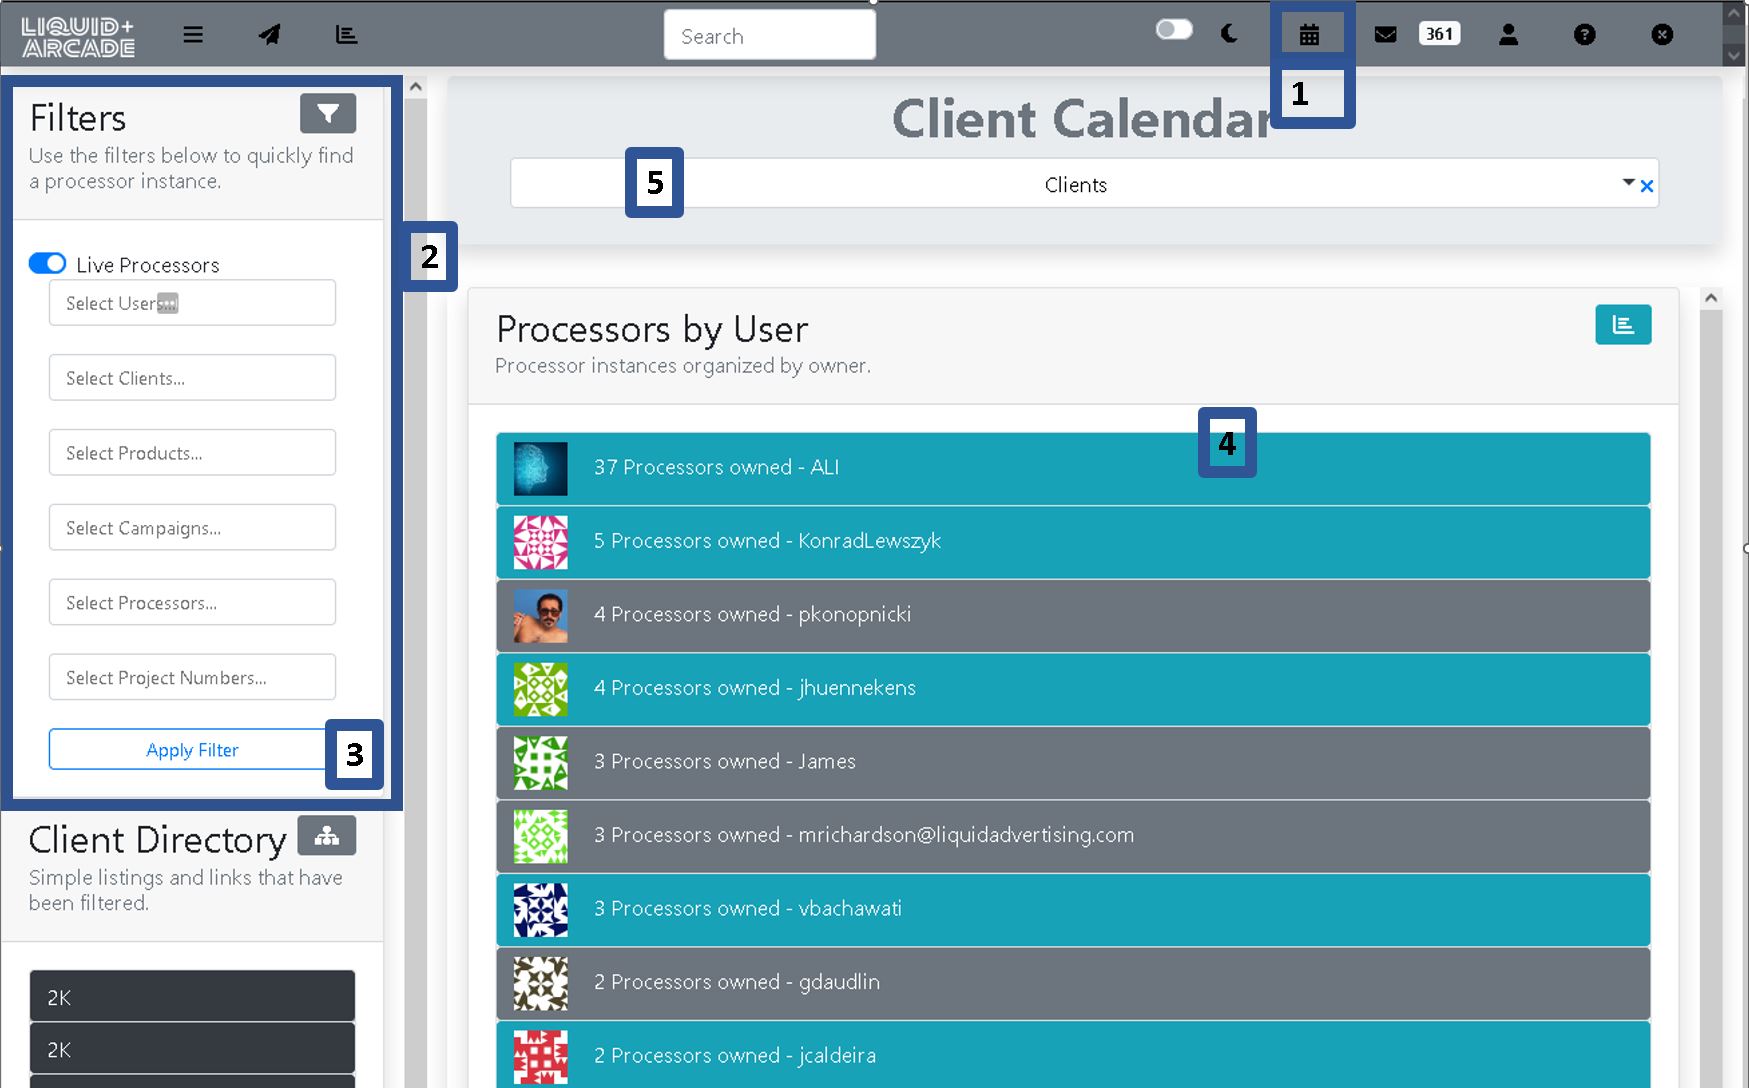 LIQUID+
ARCADE
Search
361
1
Filters
Use the filters below to quickly find
a processor instance.
2
Live Processors
Select Users...
Select Clients...
Select Products...
Select Campaigns...
Select Processors...
Select Project Numbers...
Apply Filter
3
Client Directory
Simple listings and links that have
been filtered.
2K
2K
Client Calendar
5
Clients
Processors by User
Processor instances organized by owner.
4
37 Processors owned - ALI
5 Processors owned - KonradLewszyk
4 Processors owned - pkonopnicki
4 Processors owned - jhuennekens
3 Processors owned - James
3 Processors owned - mrichardson@liquidadvertising.com
3 Processors owned - vbachawati
2 Processors owned - gdaudlin
2 Processors owned - jcaldeira